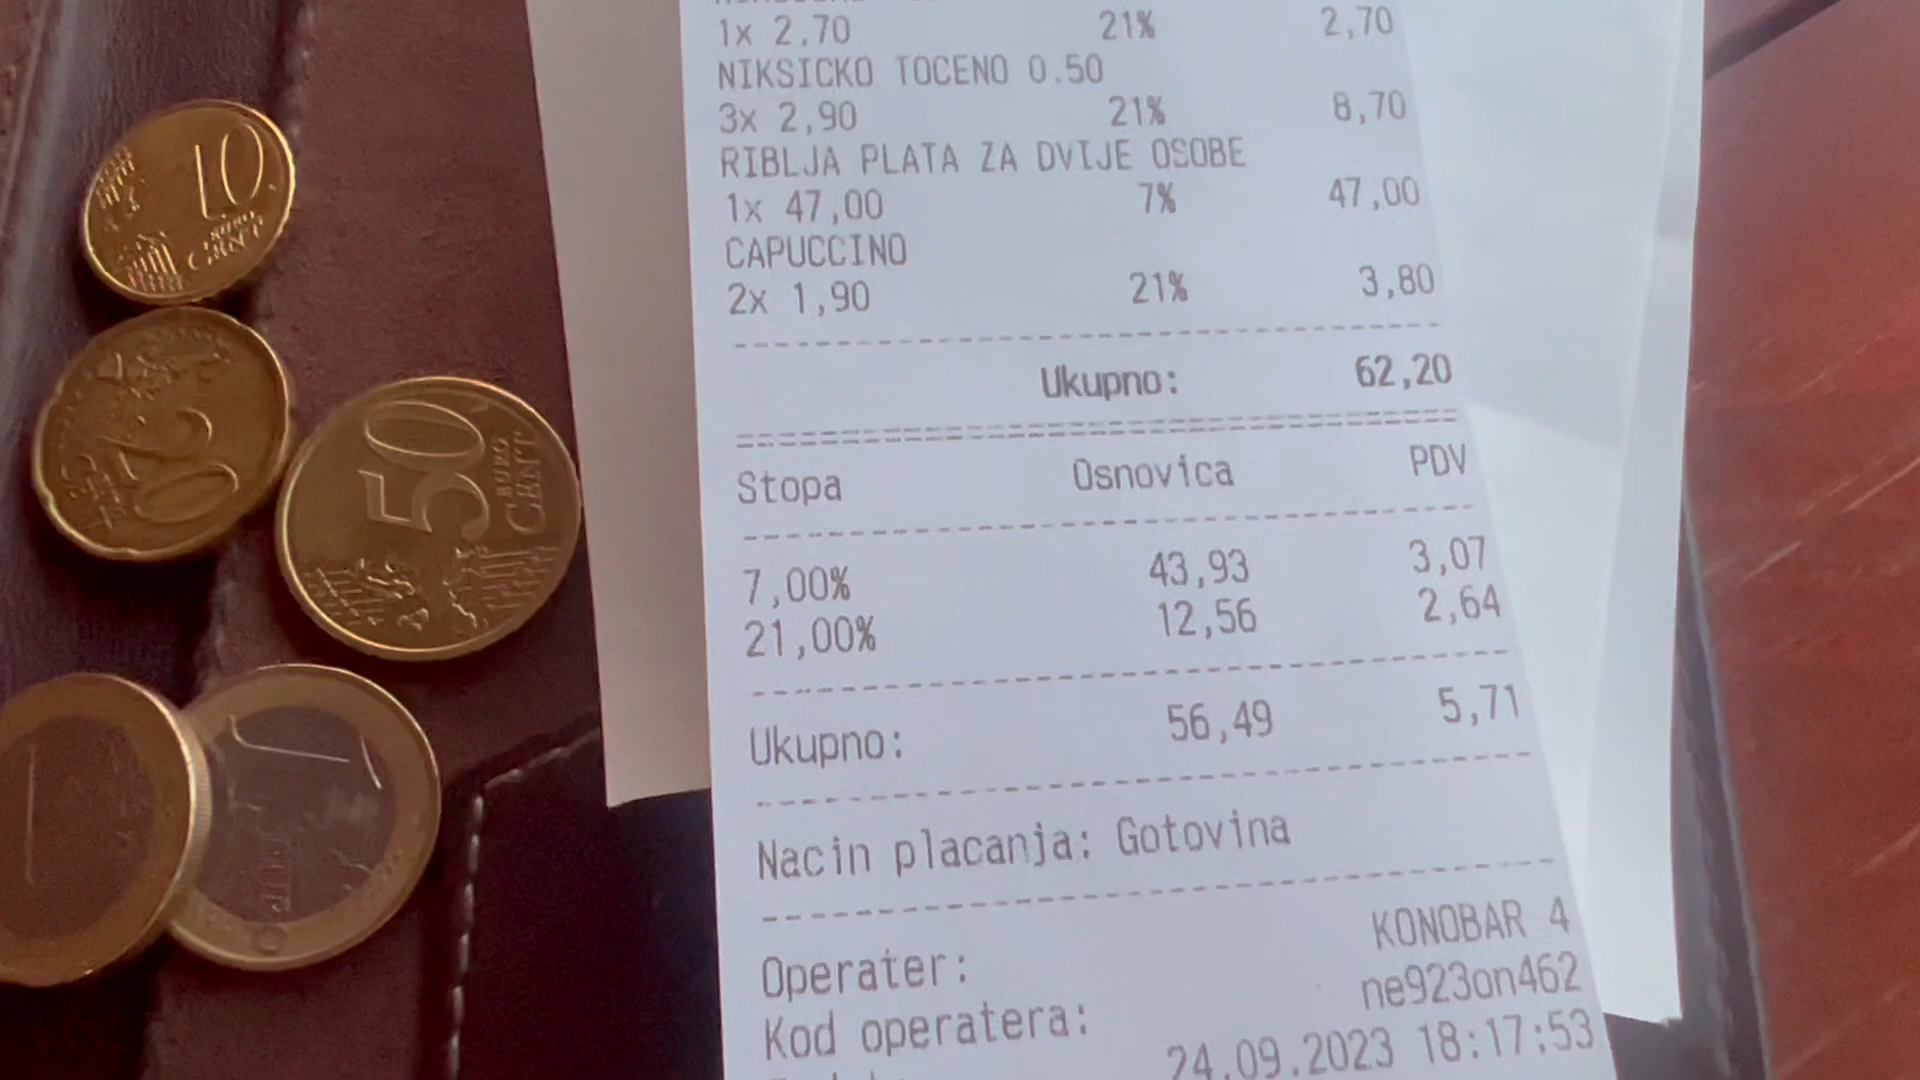 1x 2,70 21% 2,70
NIKSICKO TOCENO 0.50
3x 2,90 21% 8,70
RIBLJA PLATA ZA DVIJE OSOBE
1x 47,00 7% 47,00
CAPUCCINO
2x 1,90 21% 3,80
Ukupno: 62,20
Stopa Osnovica PDV
7,00% 43,93 3,07
21,00% 12,56 2,64
Ukupno: 56,49 5,71
Nacin placanja: Gotovina
Operater: KONOBAR 4
Kod operatera: ne923on462
24.09.2023 18:17:53
10
EURO
CENT
20
50
EURO
CENT
1
1